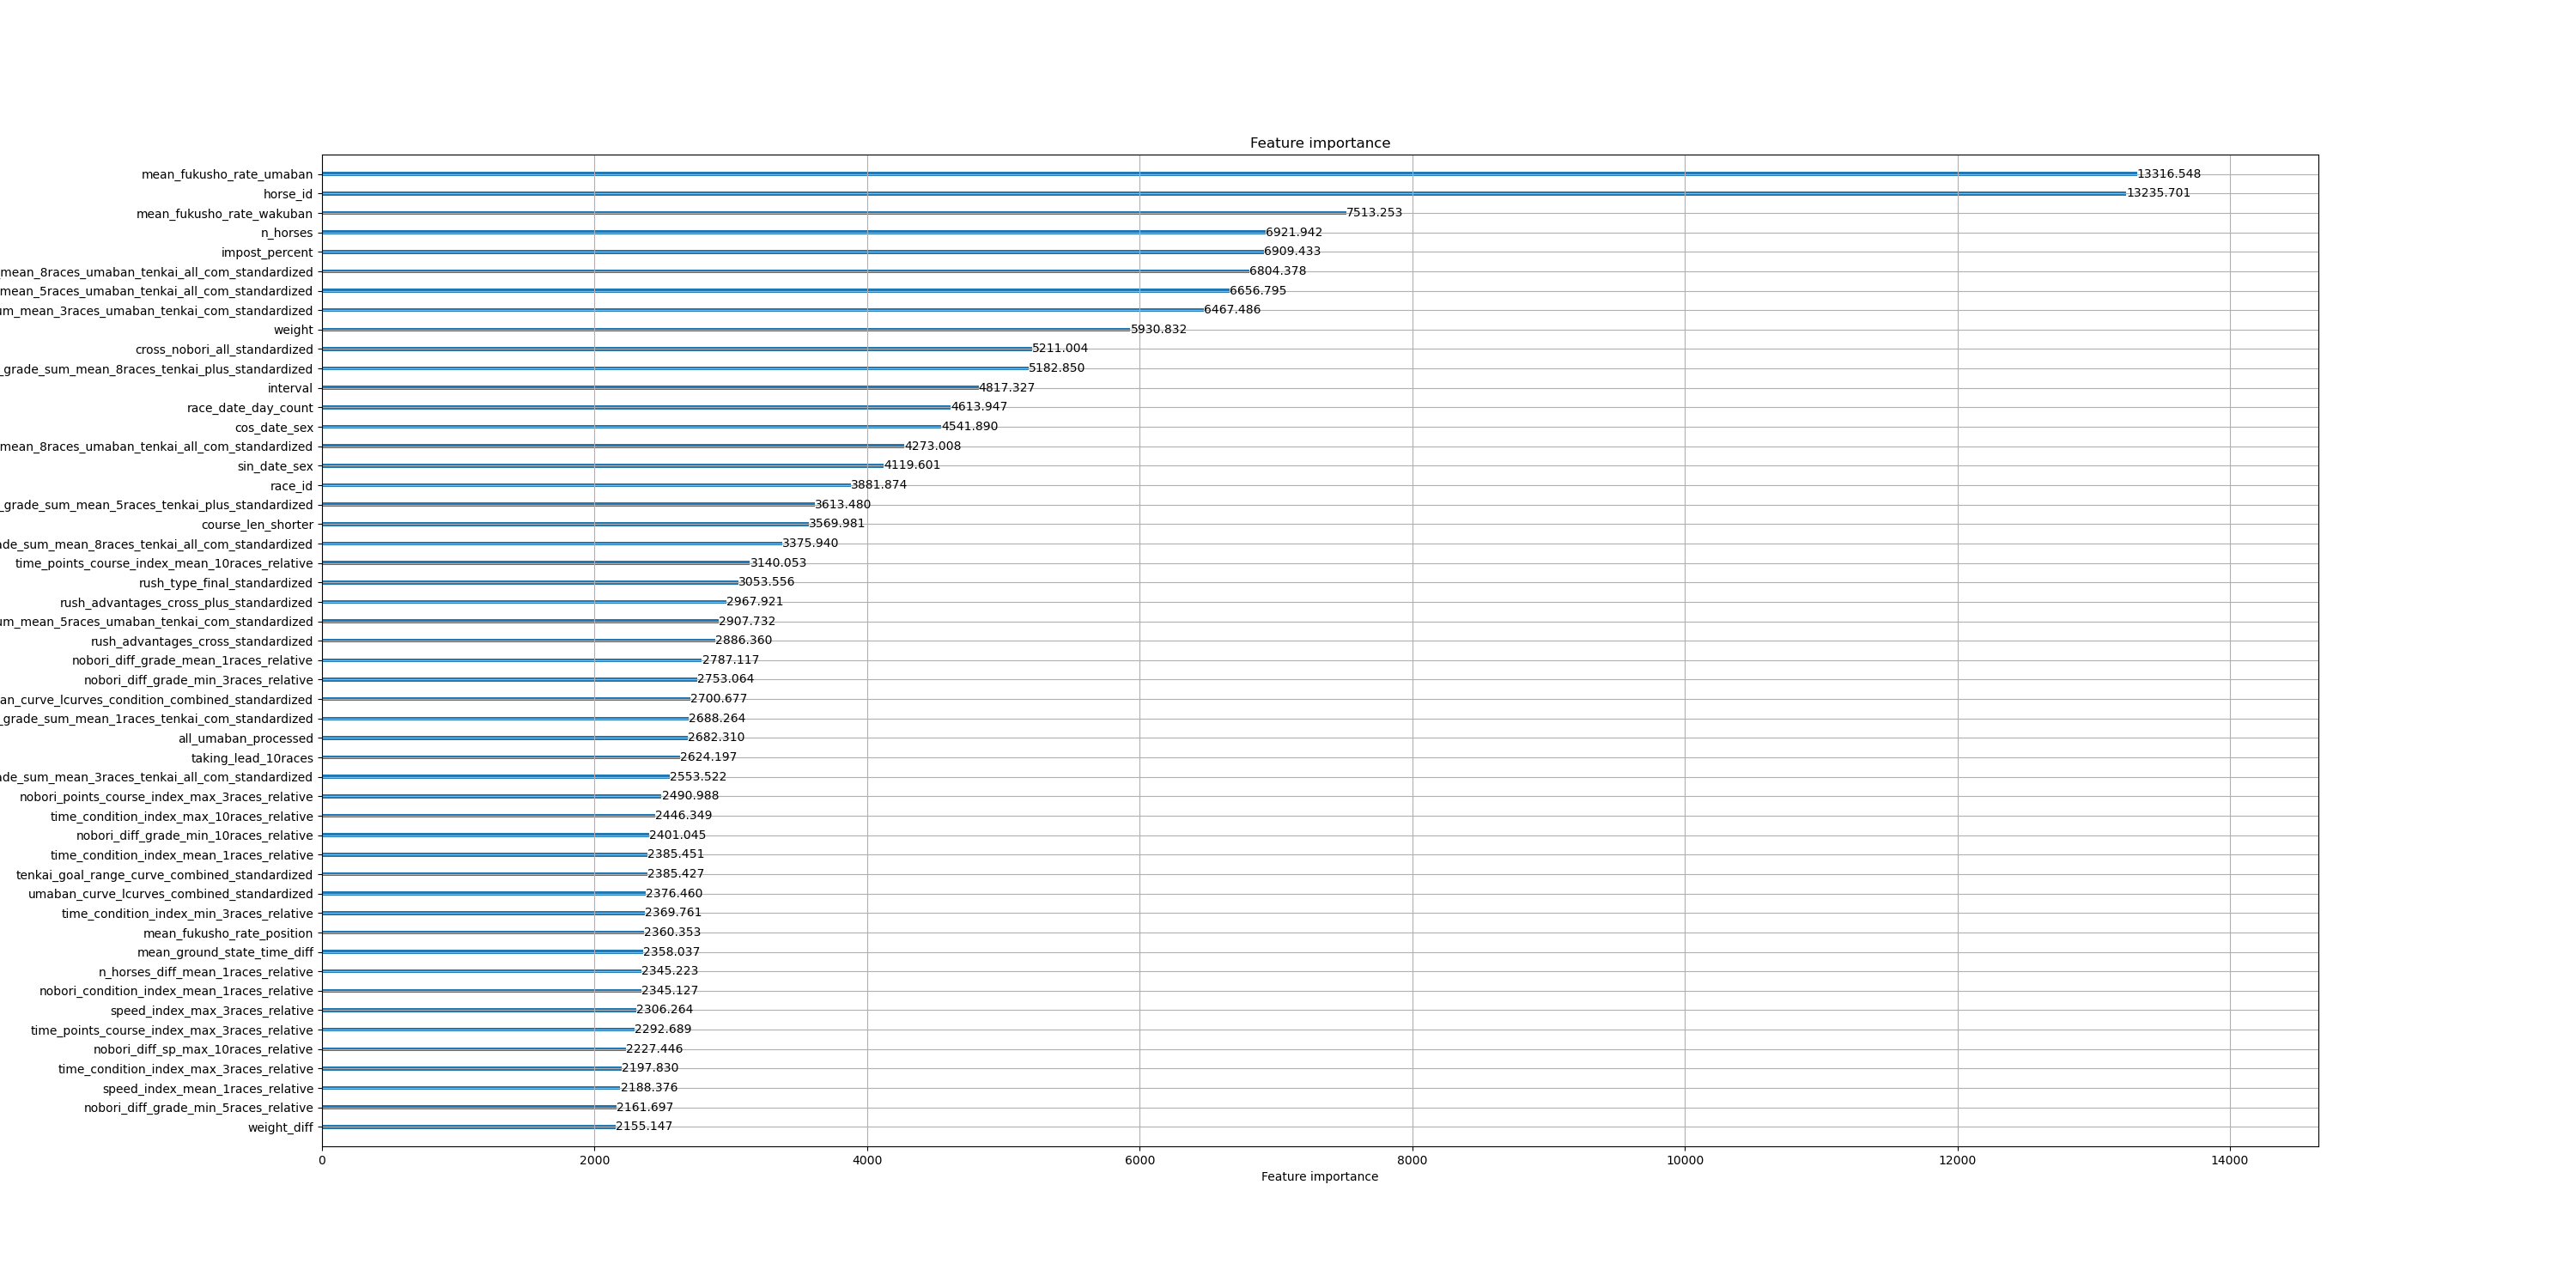 Feature importance
mean_fukusho_rate_umaban 13316.548
horse_id 13235.701
mean_fukusho_rate_wakuban 7513.253
n_horses 6921.942
impost_percent 6909.433
mean_8races_umaban_tenkai_all_com_standardized 6804.378
mean_5races_umaban_tenkai_all_com_standardized 6656.795
um_mean_3races_umaban_tenkai_com_standardized 6467.486
weight 5930.832
cross_nobori_all_standardized 5211.004
_grade_sum_mean_8races_tenkai_plus_standardized 5182.850
interval 4817.327
race_date_day_count 4613.947
cos_date_sex 4541.890
mean_8races_umaban_tenkai_all_com_standardized 4273.008
sin_date_sex 4119.601
race_id 3881.874
_grade_sum_mean_5races_tenkai_plus_standardized 3613.480
course_len_shorter 3569.981
ade_sum_mean_8races_tenkai_all_com_standardized 3375.940
time_points_course_index_mean_10races_relative 3140.053
rush_type_final_standardized 3053.556
rush_advantages_cross_plus_standardized 2967.921
um_mean_5races_umaban_tenkai_com_standardized 2907.732
rush_advantages_cross_standardized 2886.360
nobori_diff_grade_mean_1races_relative 2787.117
nobori_diff_grade_min_3races_relative 2753.064
an_curve_lcurves_condition_combined_standardized 2700.677
_grade_sum_mean_1races_tenkai_com_standardized 2688.264
all_umaban_processed 2682.310
taking_lead_10races 2624.197
ade_sum_mean_3races_tenkai_all_com_standardized 2553.522
nobori_points_course_index_max_3races_relative 2490.988
time_condition_index_max_10races_relative 2446.349
nobori_diff_grade_min_10races_relative 2401.045
time_condition_index_mean_1races_relative 2385.451
tenkai_goal_range_curve_combined_standardized 2385.427
umaban_curve_lcurves_combined_standardized 2376.460
time_condition_index_min_3races_relative 2369.761
mean_fukusho_rate_position 2360.353
mean_ground_state_time_diff 2358.037
n_horses_diff_mean_1races_relative 2345.223
nobori_condition_index_mean_1races_relative 2345.127
speed_index_max_3races_relative 2306.264
time_points_course_index_max_3races_relative 2292.689
nobori_diff_sp_max_10races_relative 2227.446
time_condition_index_max_3races_relative 2197.830
speed_index_mean_1races_relative 2188.376
nobori_diff_grade_min_5races_relative 2161.697
weight_diff 2155.147
0 2000 4000 6000 8000 10000 12000 14000
Feature importance